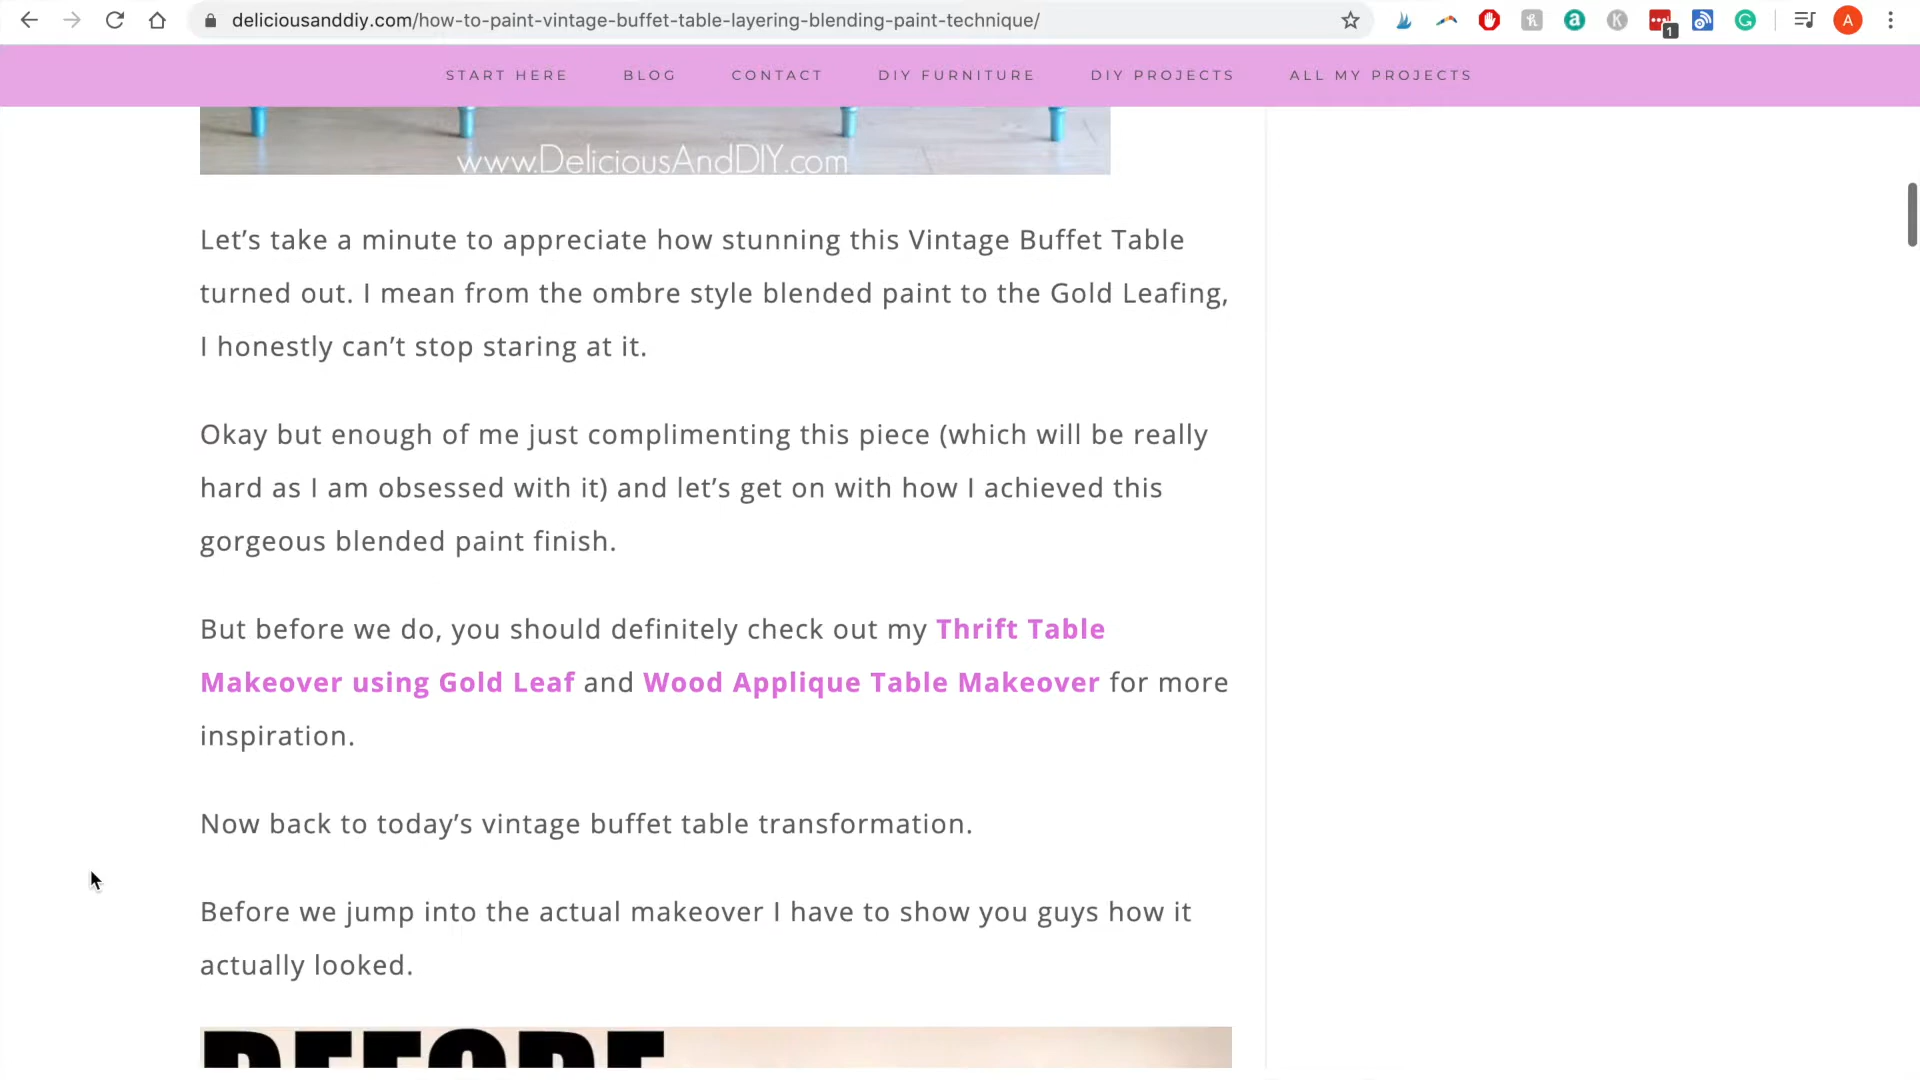 deliciousanddiy.com/how-to-paint-vintage-buffet-table-layering-blending-paint-technique/
1
A
START HERE BLOG CONTACT DIY FURNITURE DIY PROJECTS ALL MY PROJECTS
www.DeliciousAndDIY.com
Let’s take a minute to appreciate how stunning this Vintage Buffet Table
turned out. I mean from the ombre style blended paint to the Gold Leafing,
I honestly can’t stop staring at it.
Okay but enough of me just complimenting this piece (which will be really
hard as I am obsessed with it) and let’s get on with how I achieved this
gorgeous blended paint finish.
But before we do, you should definitely check out my Thrift Table
Makeover using Gold Leaf and Wood Applique Table Makeover for more
inspiration.
Now back to today’s vintage buffet table transformation.
Before we jump into the actual makeover I have to show you guys how it
actually looked.
BEFORE